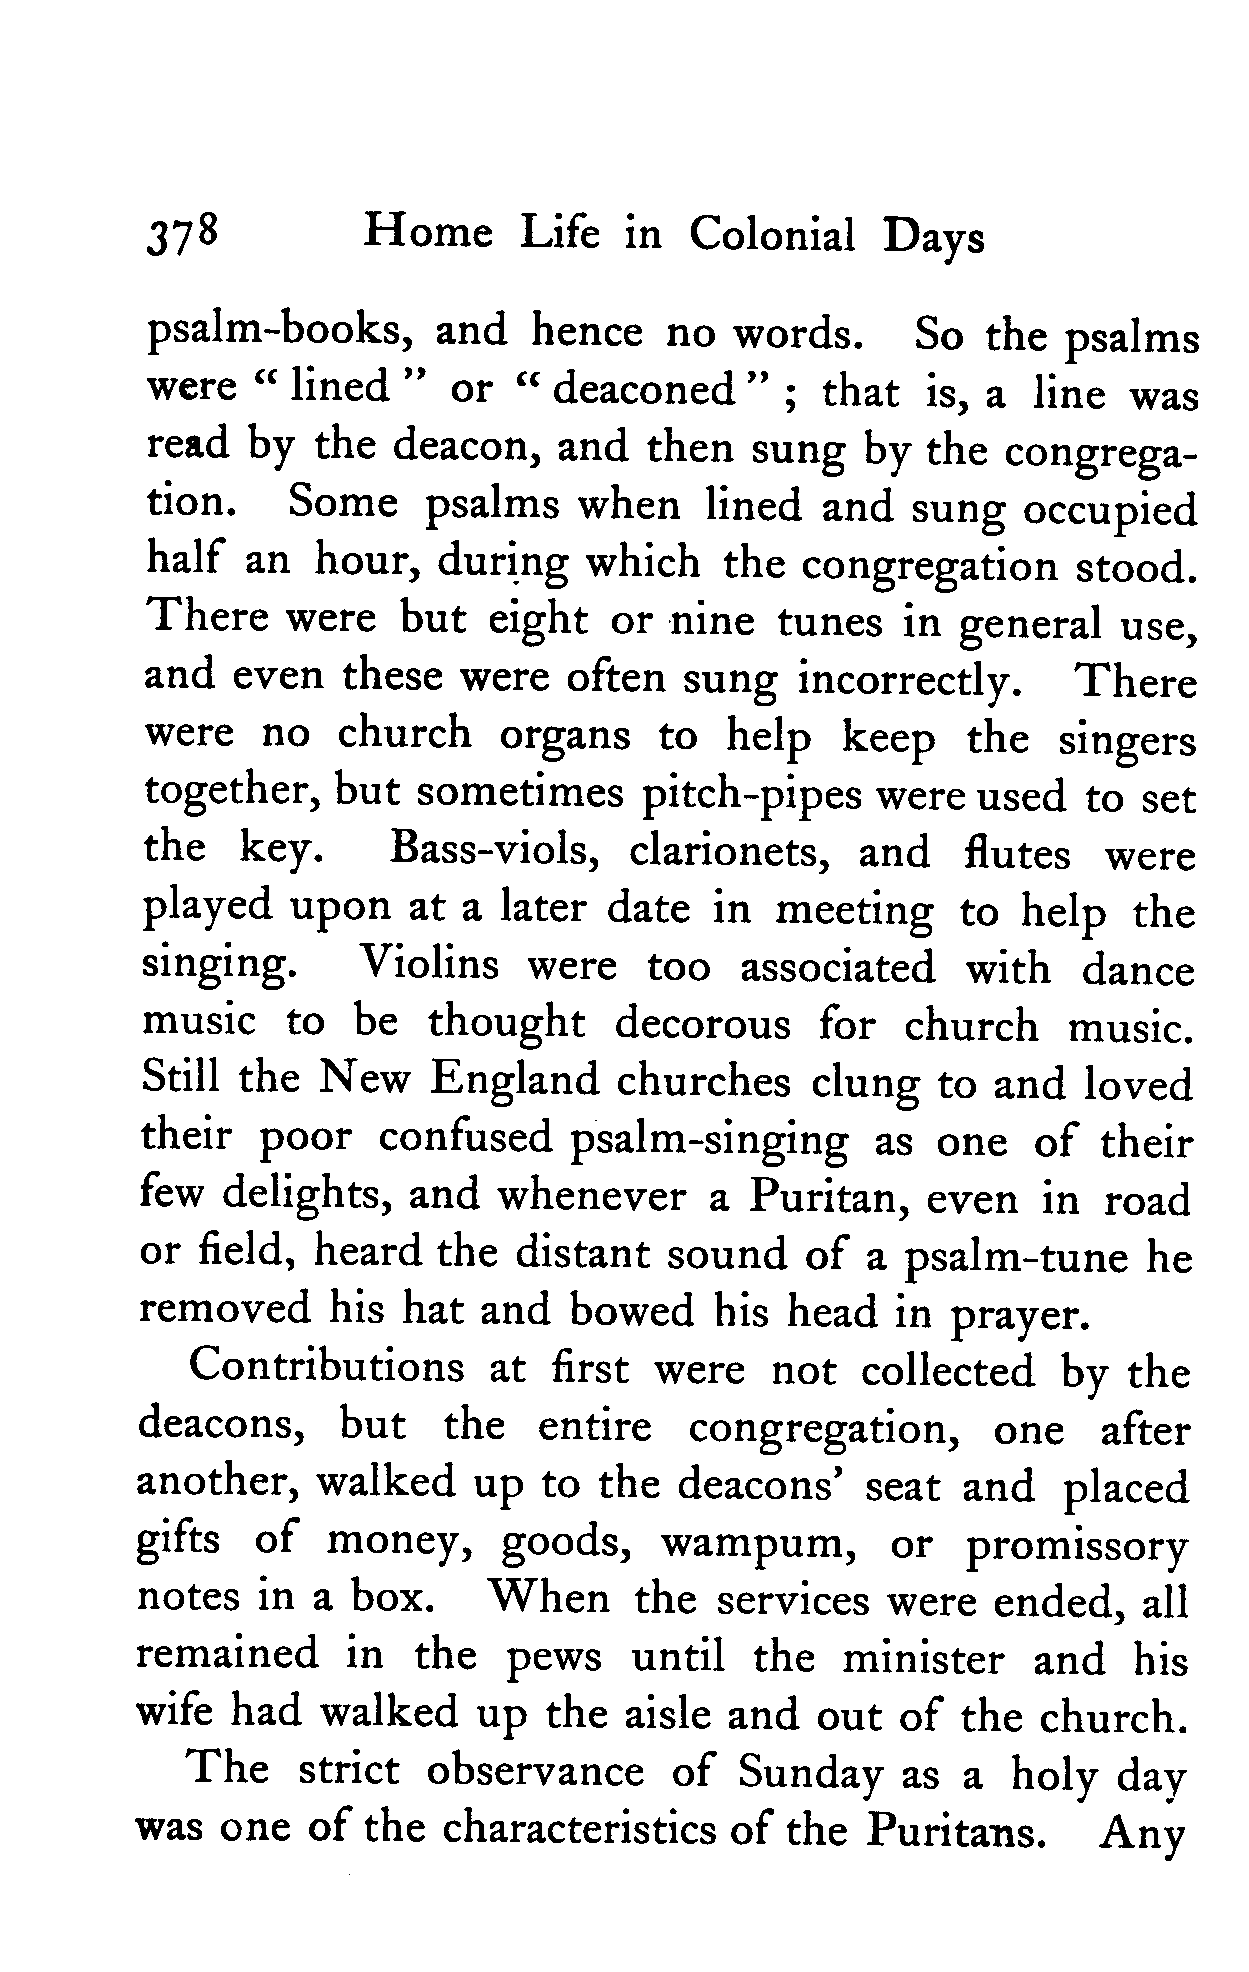 378 Home Life in Colonial Days
psalm-books, and hence no words. So the psalms
were " lined " or " deaconed " ; that is, a line was
read by the deacon, and then sung by the congrega-
tion. Some psalms when lined and sung occupied
half an hour, during which the congregation stood.
There were but eight or nine tunes in general use,
and even these were often sung incorrectly. There
were no church organs to help keep the singers
together, but sometimes pitch-pipes were used to set
the key. Bass-viols, clarionets, and flutes were
played upon at a later date in meeting to help the
singing. Violins were too associated with dance
music to be thought decorous for church music.
Still the New England churches clung to and loved
their poor confused psalm-singing as one of their
few delights, and whenever a Puritan, even in road
or field, heard the distant sound of a psalm-tune he
removed his hat and bowed his head in prayer.
Contributions at first were not collected by the
deacons, but the entire congregation, one after
another, walked up to the deacons' seat and placed
gifts of money, goods, wampum, or promissory
notes in a box. When the services were ended, all
remained in the pews until the minister and his
wife had walked up the aisle and out of the church.
The strict observance of Sunday as a holy day
was one of the characteristics of the Puritans. Any